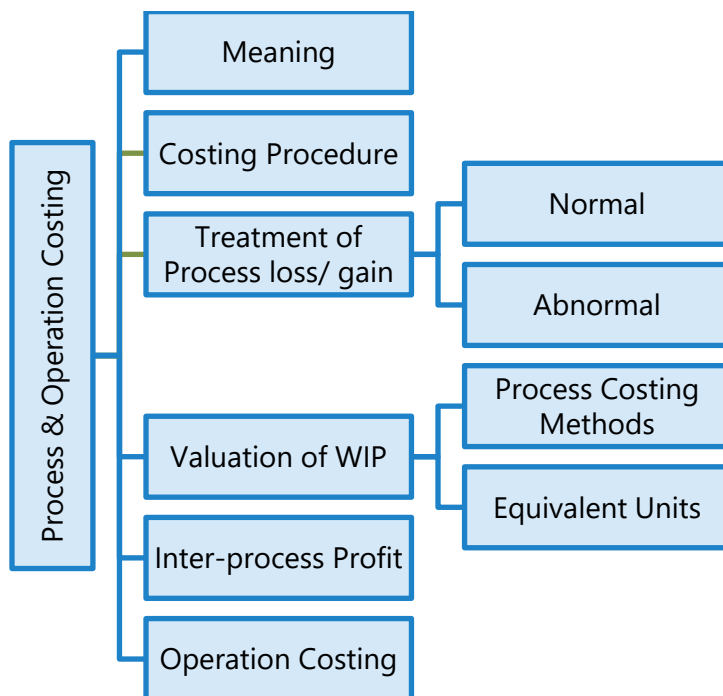 Process & Operation Costing
Meaning
Costing Procedure
Treatment of
Process loss/ gain
Normal
Abnormal
Valuation of WIP
Process Costing
Methods
Equivalent Units
Inter-process Profit
Operation Costing